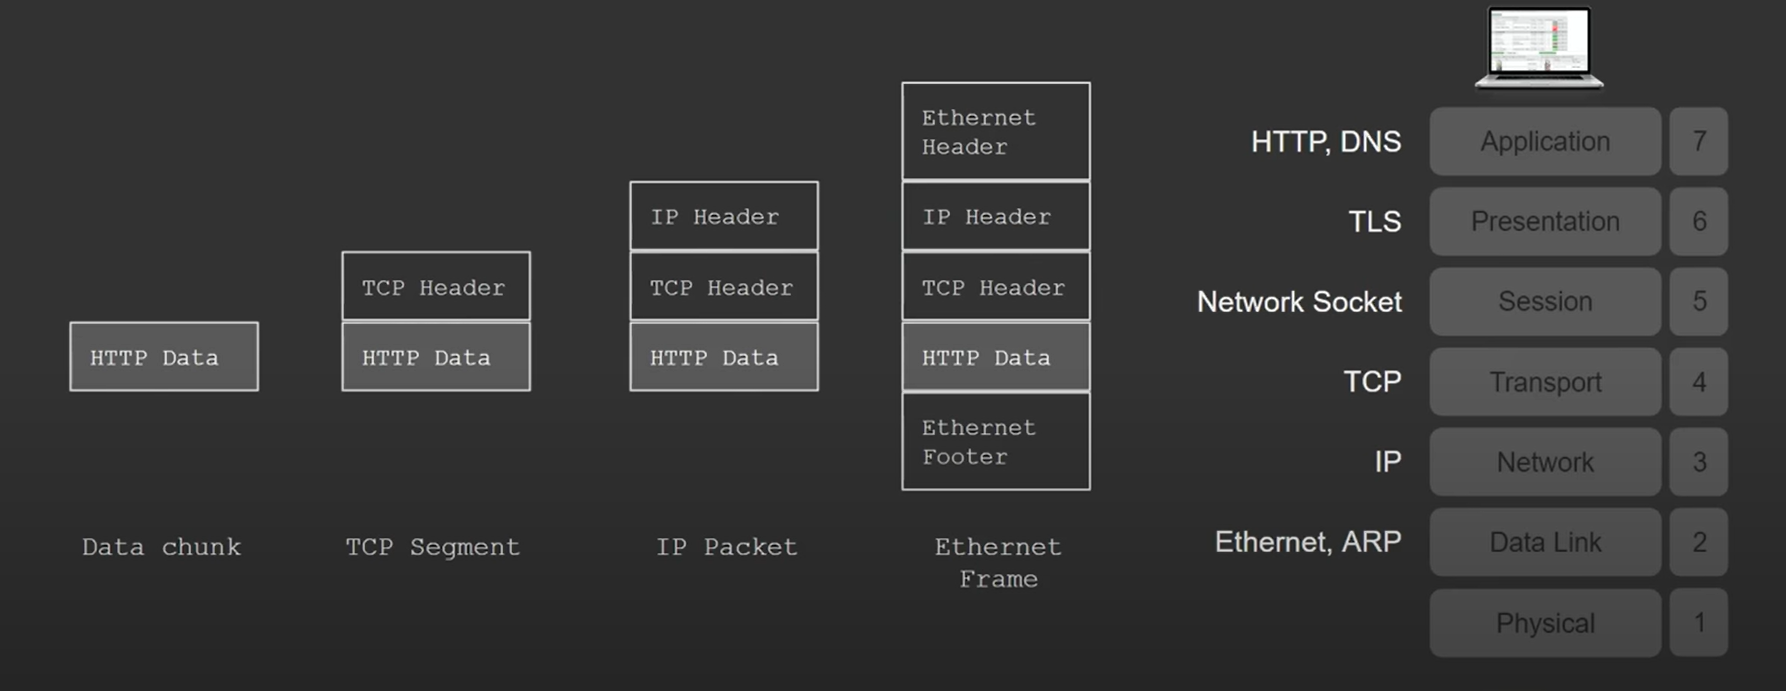 HTTP Data
Data chunk
TCP Header
HTTP Data
TCP Segment
IP Header
TCP Header
HTTP Data
IP Packet
Ethernet
Header
IP Header
TCP Header
HTTP Data
Ethernet
Footer
Ethernet
Frame
HTTP, DNS Application 7
TLS Presentation 6
Network Socket Session 5
TCP Transport 4
IP Network 3
Ethernet, ARP Data Link 2
Physical 1